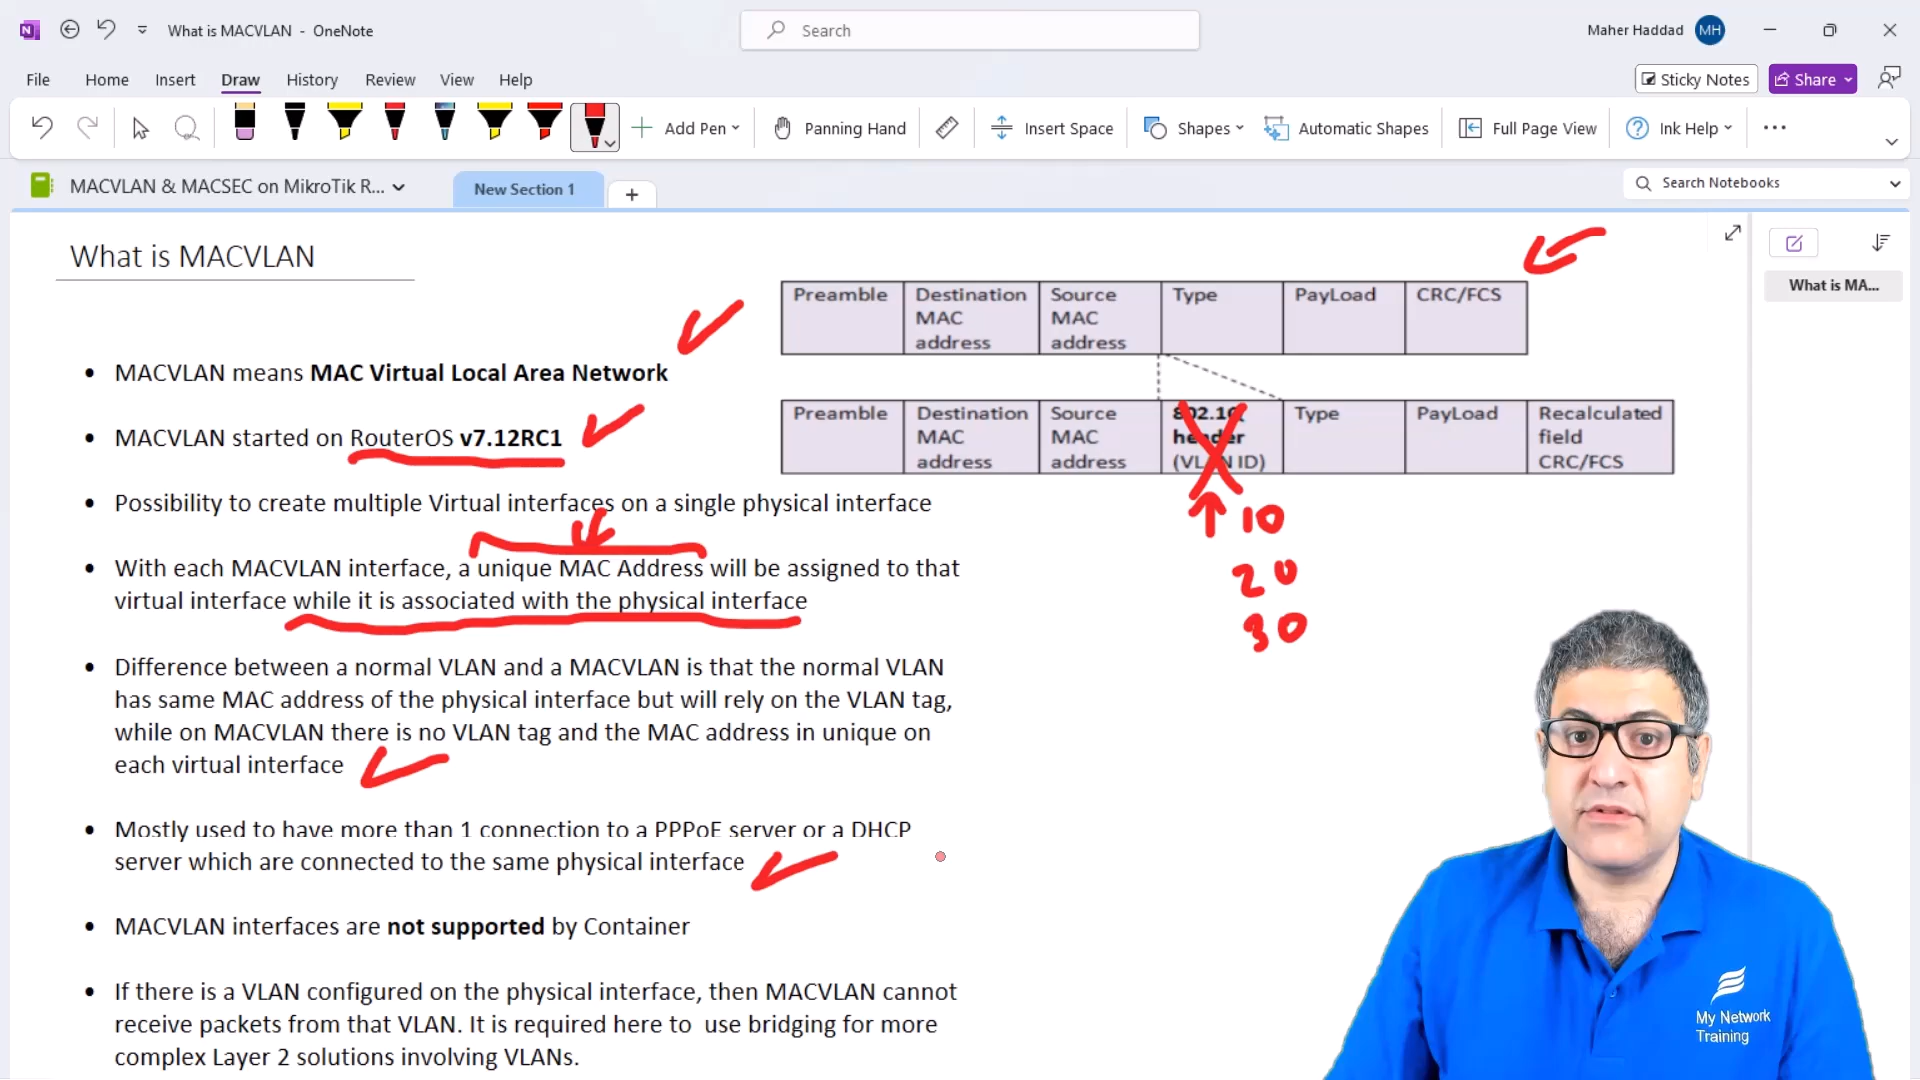 What is MACVLAN - OneNote
Search
Maher Haddad
MH
File Home Insert Draw History Review View Help
Sticky Notes
Share
Add Pen
Panning Hand
Insert Space
Shapes
Automatic Shapes
Full Page View
Ink Help
MACVLAN & MACSEC on MikroTik R...
New Section 1
Search Notebooks
What is MACVLAN
What is MA...
Preamble Destination MAC address Source MAC address Type PayLoad CRC/FCS
Preamble Destination MAC address Source MAC address 802.1Q header (VLAN ID) Type PayLoad Recalculated field CRC/FCS
10
20
30
• MACVLAN means MAC Virtual Local Area Network
• MACVLAN started on RouterOS v7.12RC1
• Possibility to create multiple Virtual interfaces on a single physical interface
• With each MACVLAN interface, a unique MAC Address will be assigned to that
virtual interface while it is associated with the physical interface
• Difference between a normal VLAN and a MACVLAN is that the normal VLAN
has same MAC address of the physical interface but will rely on the VLAN tag,
while on MACVLAN there is no VLAN tag and the MAC address in unique on
each virtual interface
• Mostly used to have more than 1 connection to a PPPoE server or a DHCP
server which are connected to the same physical interface
• MACVLAN interfaces are not supported by Container
• If there is a VLAN configured on the physical interface, then MACVLAN cannot
receive packets from that VLAN. It is required here to use bridging for more
complex Layer 2 solutions involving VLANs.
My Network
Training